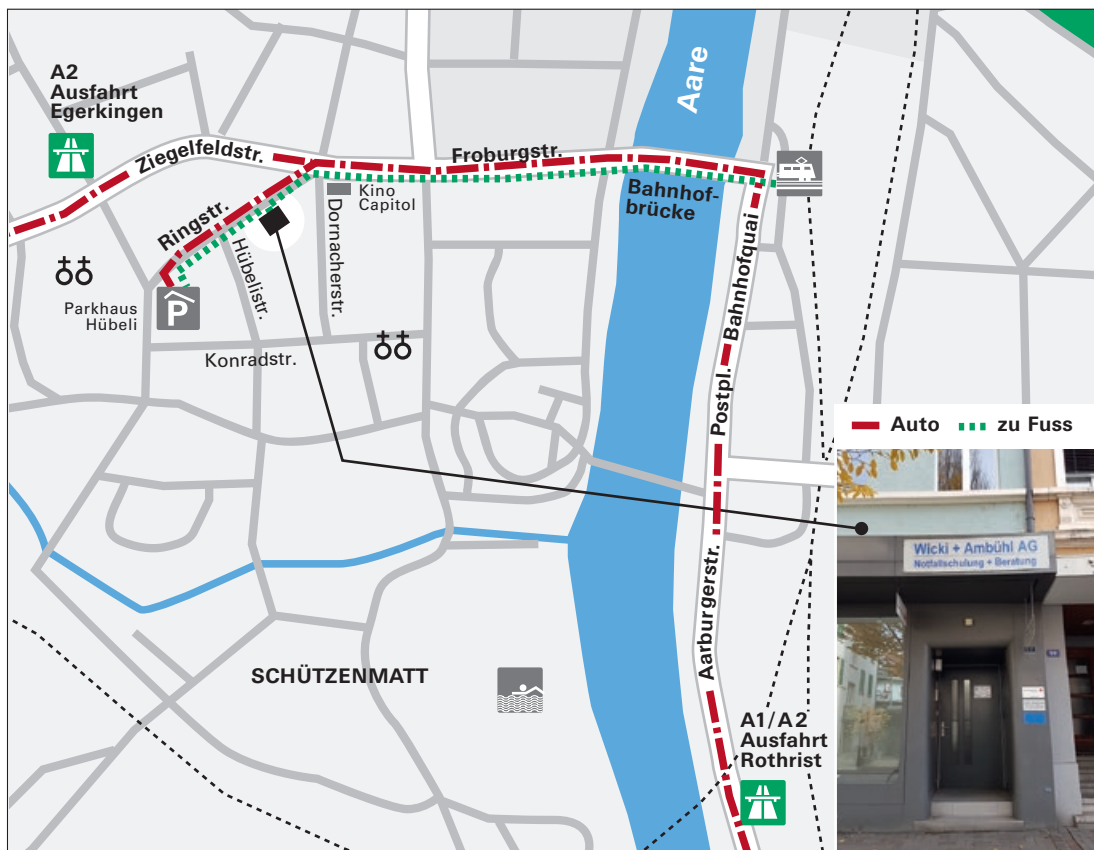 A2
Ausfahrt
Egerkingen
Aare
Ziegelfeldstr.
Froburgstr.
Ringstr.
Kino
Capitol
Bahnhof-
brücke
Dornacherstr.
Hübelistr.
Bahnhofquai
Parkhaus
Hübeli
P
Konradstr.
Postpl.
Auto
zu Fuss
Wicki + Ambühl AG
Notfallschulung + Beratung
Aarburgerstr.
SCHÜTZENMATT
A1/A2
Ausfahrt
Rothrist